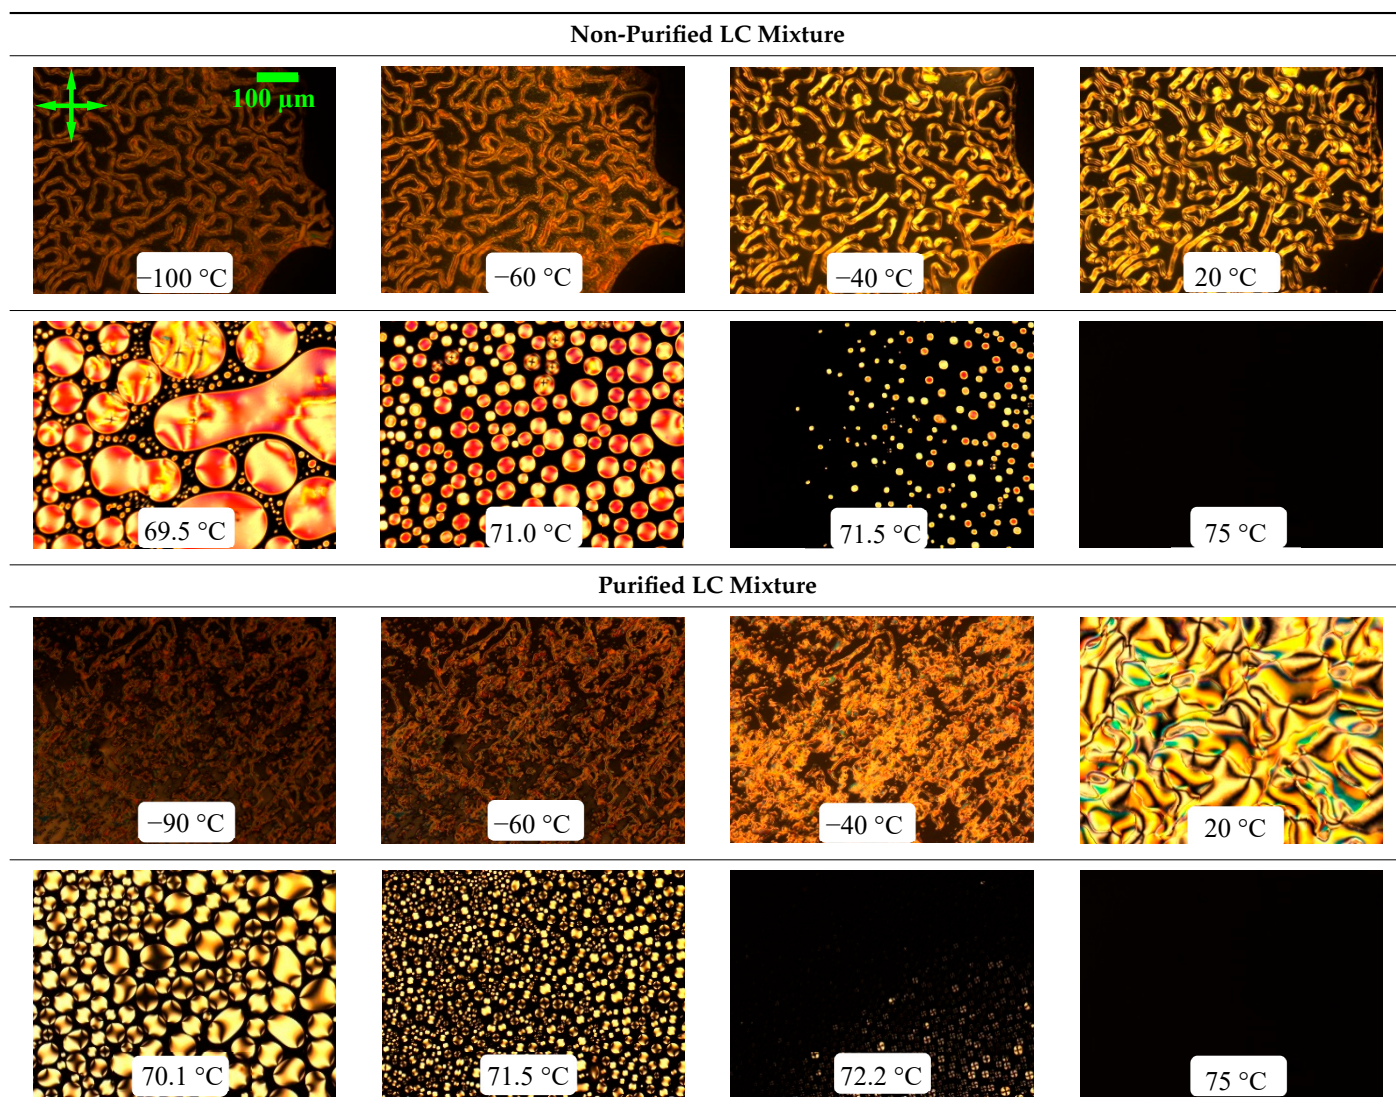 Non-Purified LC Mixture
100 µm
−100 °C
−60 °C
−40 °C
20 °C
69.5 °C
71.0 °C
71.5 °C
75 °C
Purified LC Mixture
−90 °C
−60 °C
−40 °C
20 °C
70.1 °C
71.5 °C
72.2 °C
75 °C